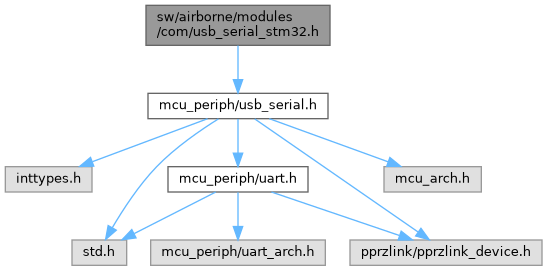 sw/airborne/modules
/com/usb_serial_stm32.h
mcu_periph/usb_serial.h
inttypes.h
mcu_periph/uart.h
mcu_arch.h
std.h
mcu_periph/uart_arch.h
pprzlink/pprzlink_device.h